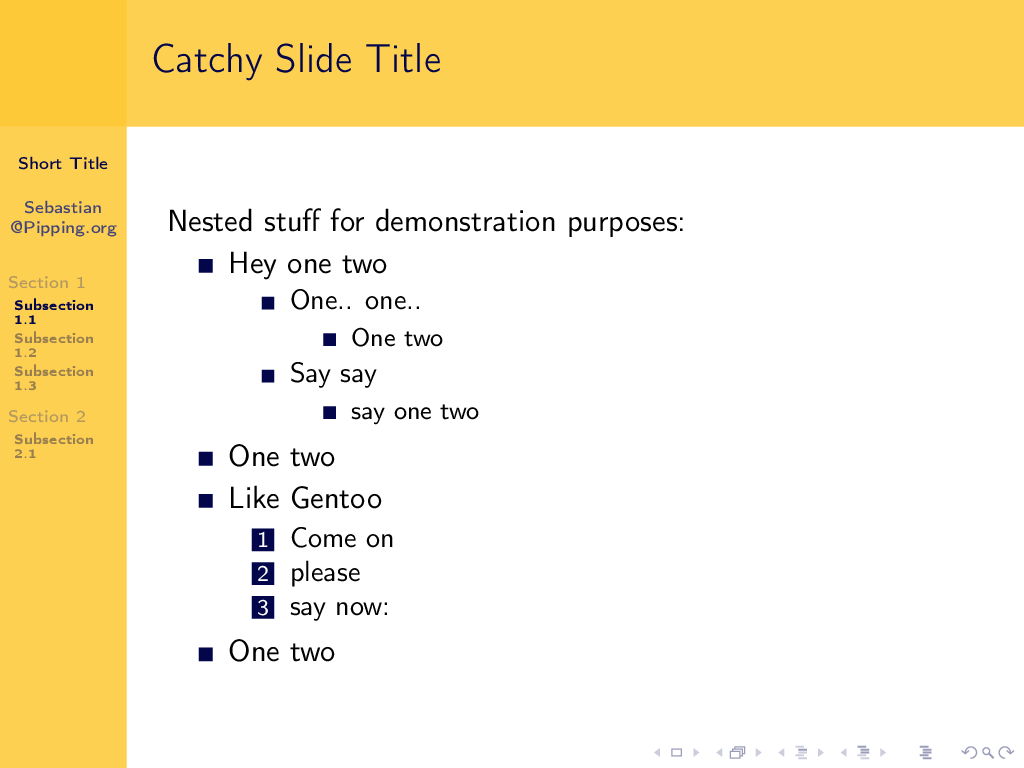 Catchy Slide Title
Short Title
Sebastian
@Pipping.org
Section 1
Subsection
1.1
Subsection
1.2
Subsection
1.3
Section 2
Subsection
2.1
Nested stuff for demonstration purposes:
Hey one two
One.. one..
One two
Say say
say one two
One two
Like Gentoo
1 Come on
2 please
3 say now:
One two